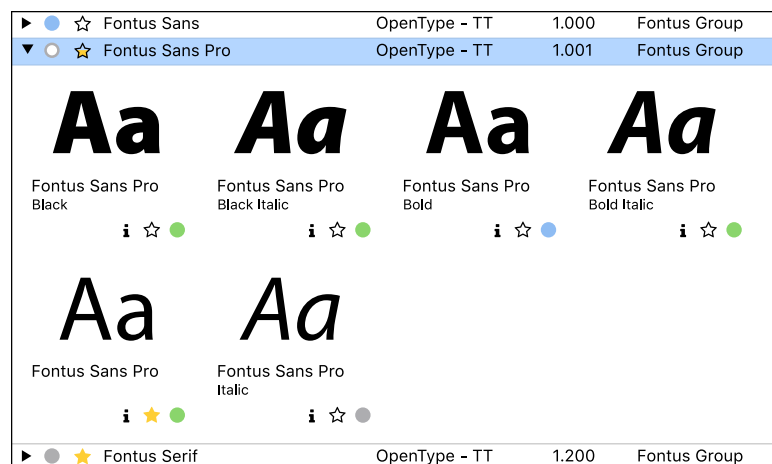 Fontus Sans OpenType - TT 1.000 Fontus Group
Fontus Sans Pro OpenType - TT 1.001 Fontus Group
Aa Aa Aa Aa
Fontus Sans Pro Fontus Sans Pro Fontus Sans Pro Fontus Sans Pro
Black Black Italic Bold Bold Italic
i i i i
Aa Aa
Fontus Sans Pro Fontus Sans Pro
Italic
i i
Fontus Serif OpenType - TT 1.200 Fontus Group